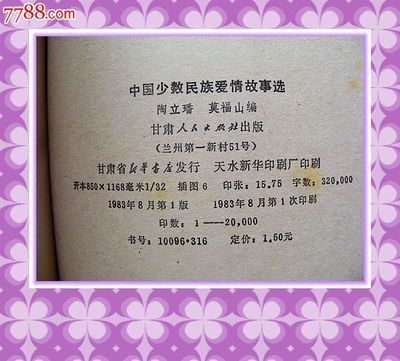 7788.com
中国少数民族爱情故事选
陶立璠 莫福山编
甘肃人民出版社出版
(兰州第一新村51号)
甘肃省新华书店发行 天水新华印刷厂印刷
开本850×1168毫米1/32 插图6 印张:15.75 字数:320,000
1983年8月第1版 1983年8月第1次印刷
印数:1——20,000
书号:10096·316 定价:1.50元